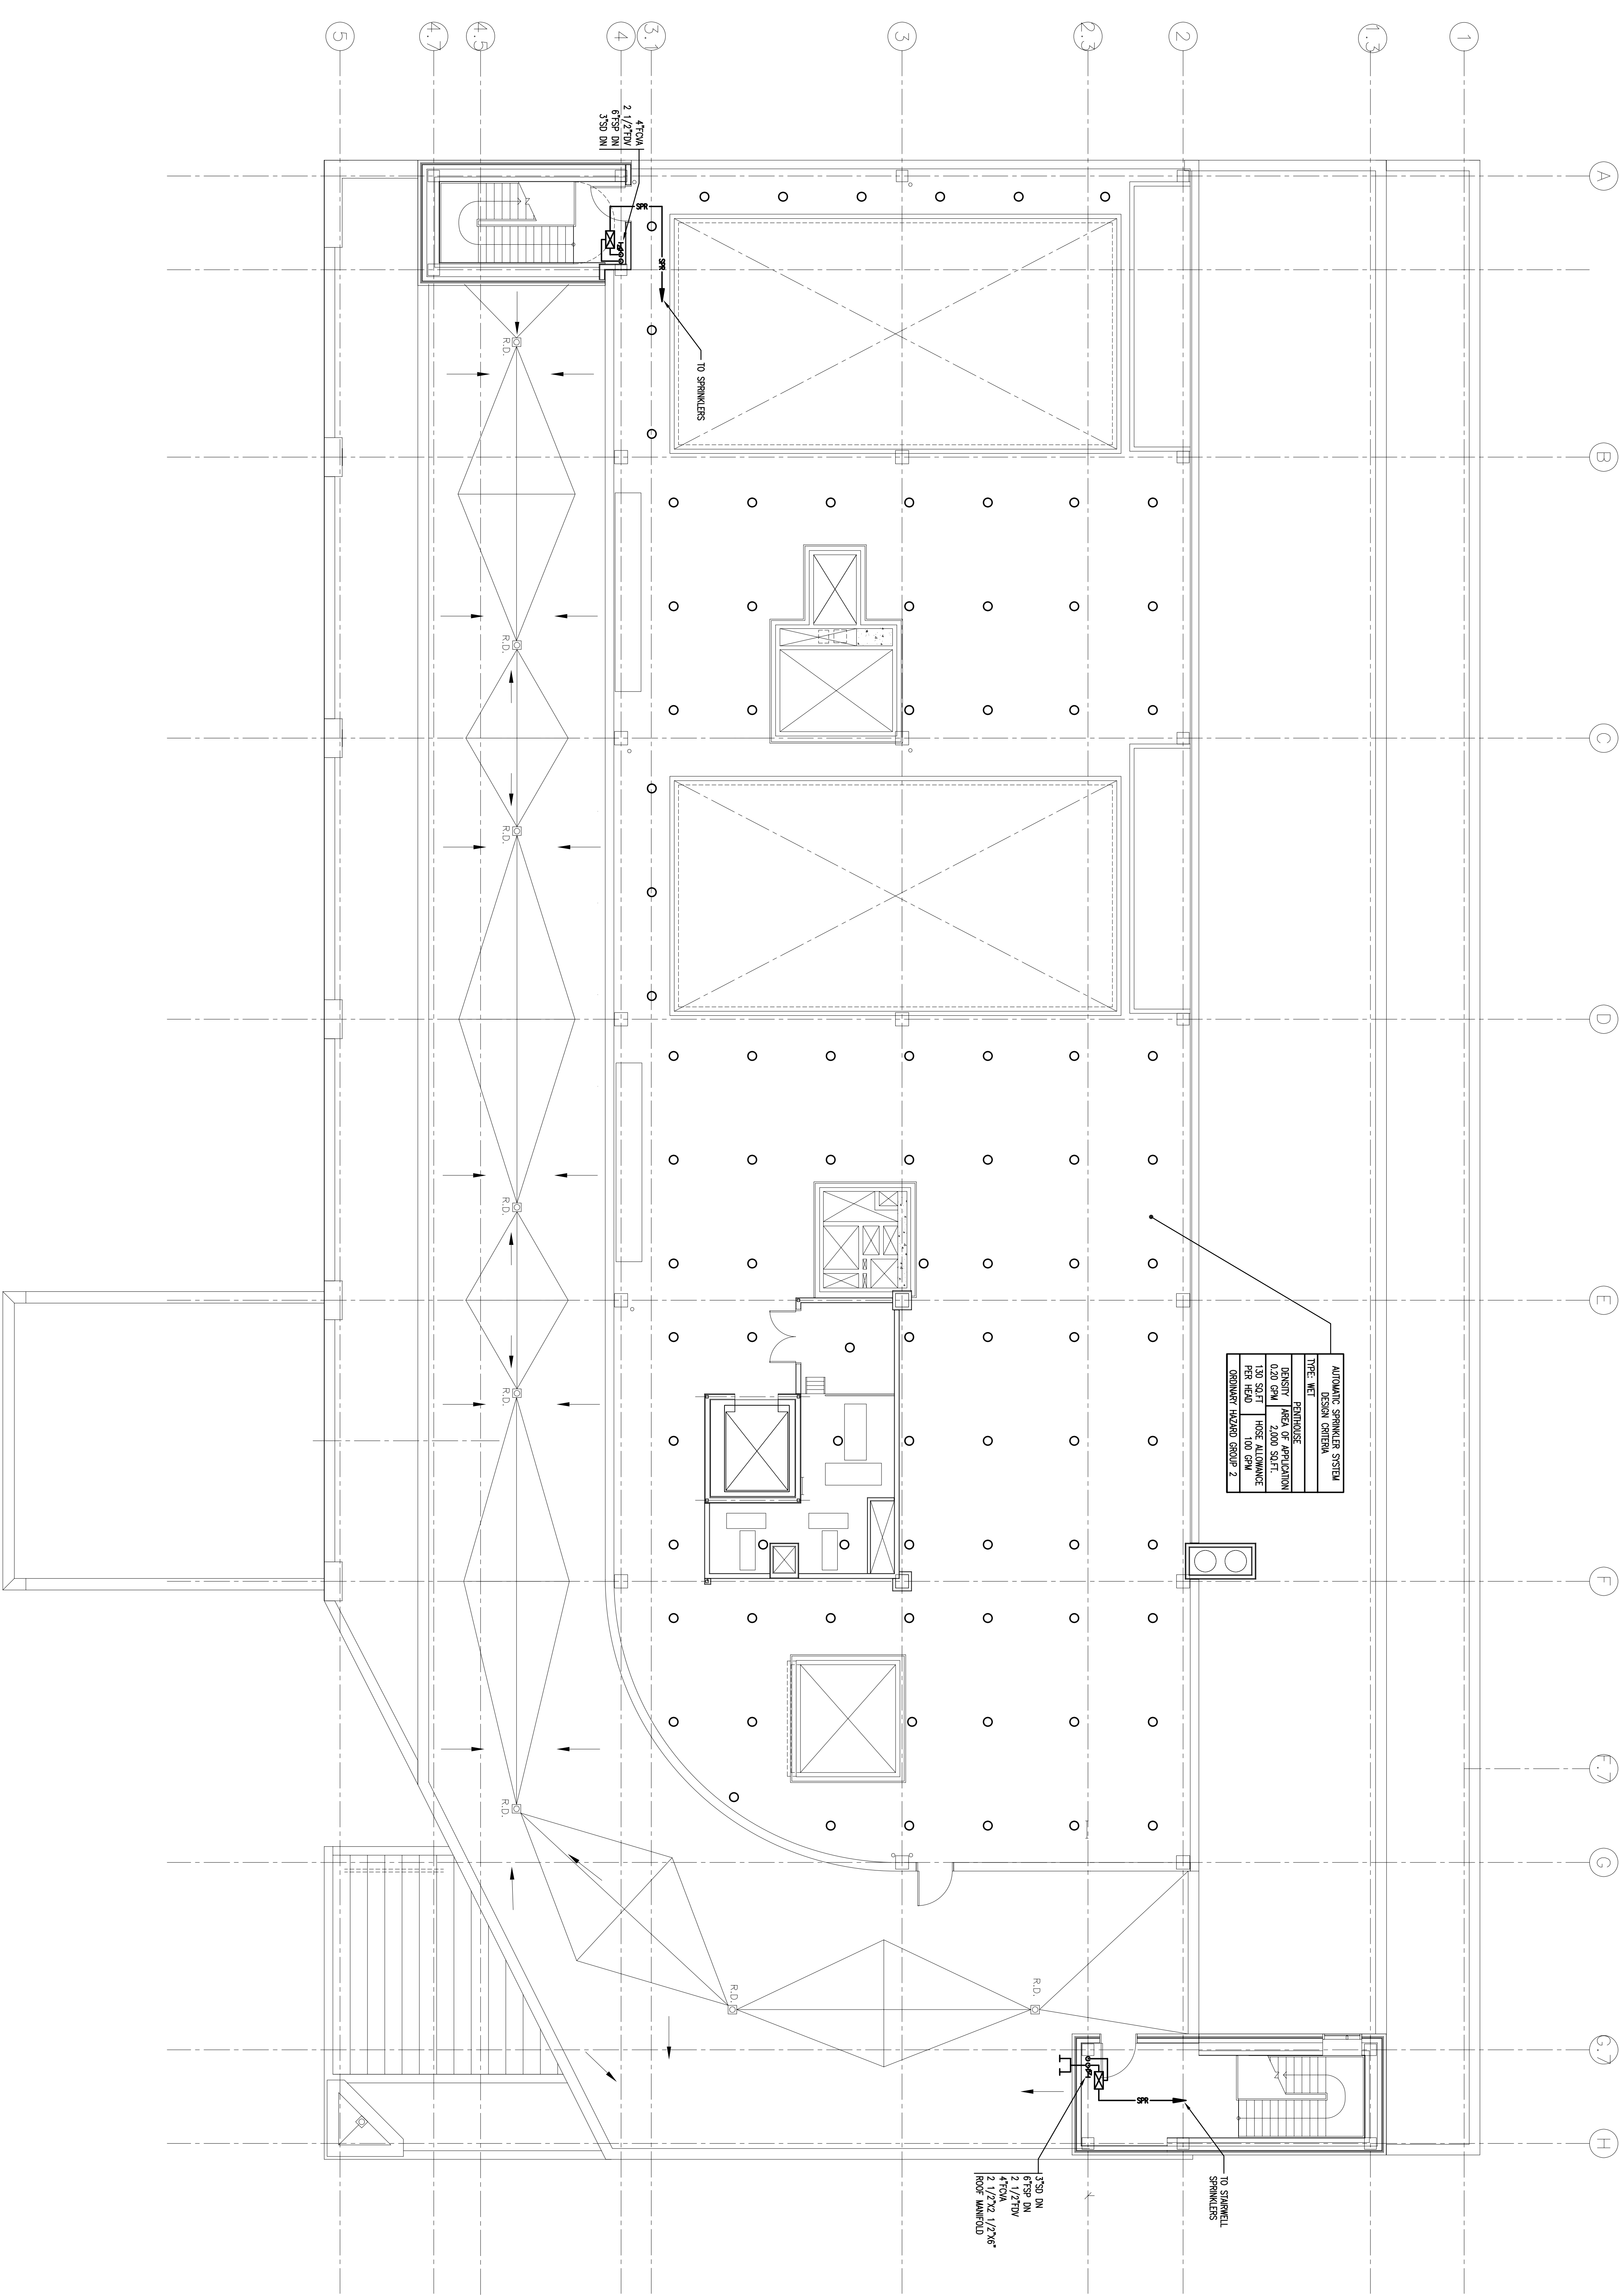 5
4.7
4.5
4
3.1
3
2.3
2
1.3
1
A
B
C
D
E
F
F.7
G
G.7
H
4"FCVA
2 1/2"FDV
6"FSP DN
3"SD DN
SPR
SPR
TO SPRINKLERS
R.D.
R.D.
R.D.
R.D.
R.D.
R.D.
R.D.
R.D.
AUTOMATIC SPRINKLER SYSTEM
DESIGN CRITERIA
TYPE: WET
PENTHOUSE
DENSITY
0.20 GPM
AREA OF APPLICATION
2,000 SQ.FT.
130 SQ.FT
PER HEAD
HOSE ALLOWANCE
100 GPM
ORDINARY HAZARD GROUP 2
SPR
TO STAIRWELL
SPRINKLERS
3"SD DN
6"FSP DN
2 1/2"FDV
4"FCVA
2 1/2"X2 1/2"X6"
ROOF MANIFOLD